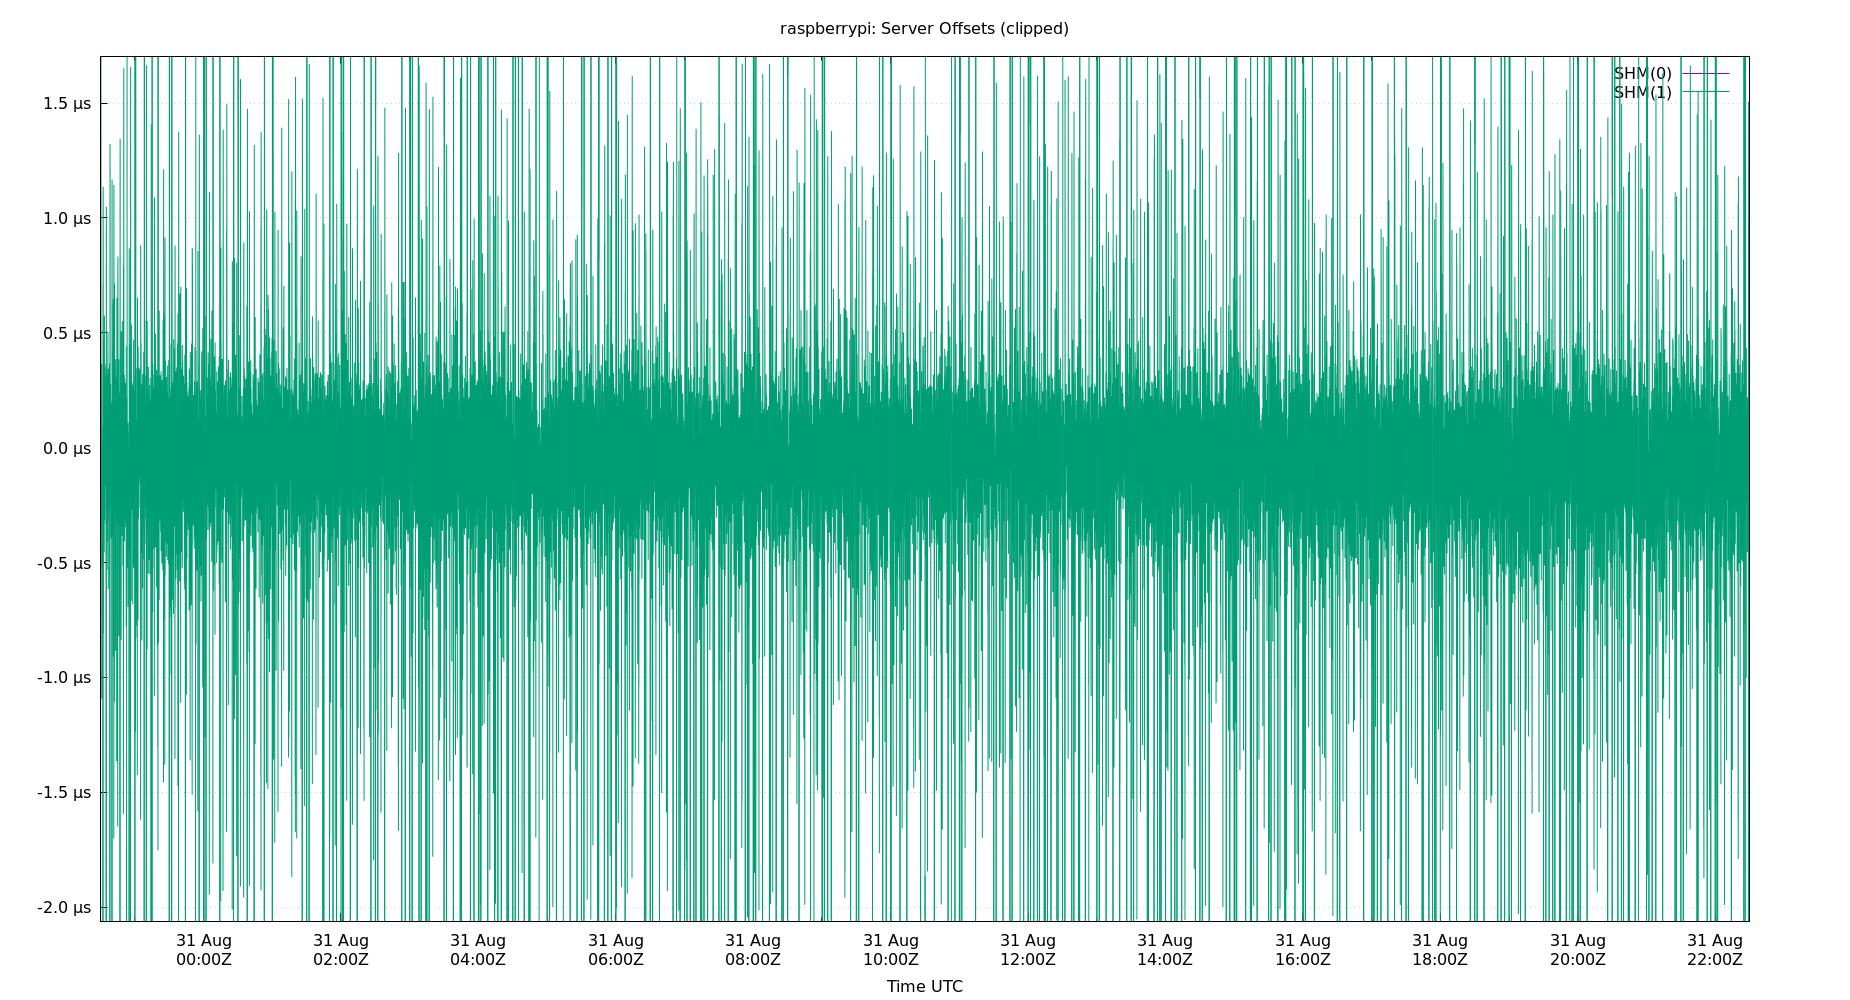 raspberrypi: Server Offsets (clipped)
SHM(0)
SHM(1)
1.5 µs
1.0 µs
0.5 µs
0.0 µs
-0.5 µs
-1.0 µs
-1.5 µs
-2.0 µs
31 Aug 31 Aug 31 Aug 31 Aug 31 Aug 31 Aug 31 Aug 31 Aug 31 Aug 31 Aug 31 Aug 31 Aug
00:00Z 02:00Z 04:00Z 06:00Z 08:00Z 10:00Z 12:00Z 14:00Z 16:00Z 18:00Z 20:00Z 22:00Z
Time UTC